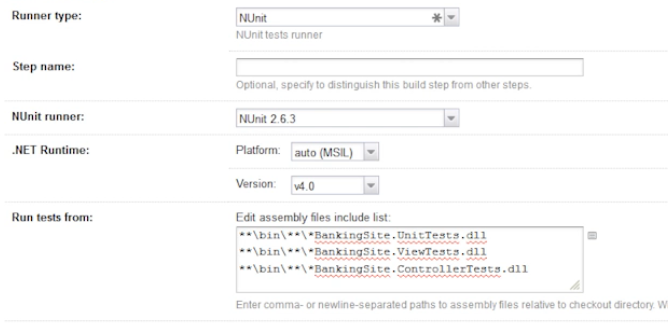 Runner type:
NUnit
NUnit tests runner
Step name:
Optional, specify to distinguish this build step from other steps.
NUnit runner:
NUnit 2.6.3
.NET Runtime:
Platform: auto (MSIL)
Version: v4.0
Run tests from:
Edit assembly files include list:
**\bin\**\*BankingSite.UnitTests.dll
**\bin\**\*BankingSite.ViewTests.dll
**\bin\**\*BankingSite.ControllerTests.dll
Enter comma- or newline-separated paths to assembly files relative to checkout directory. W